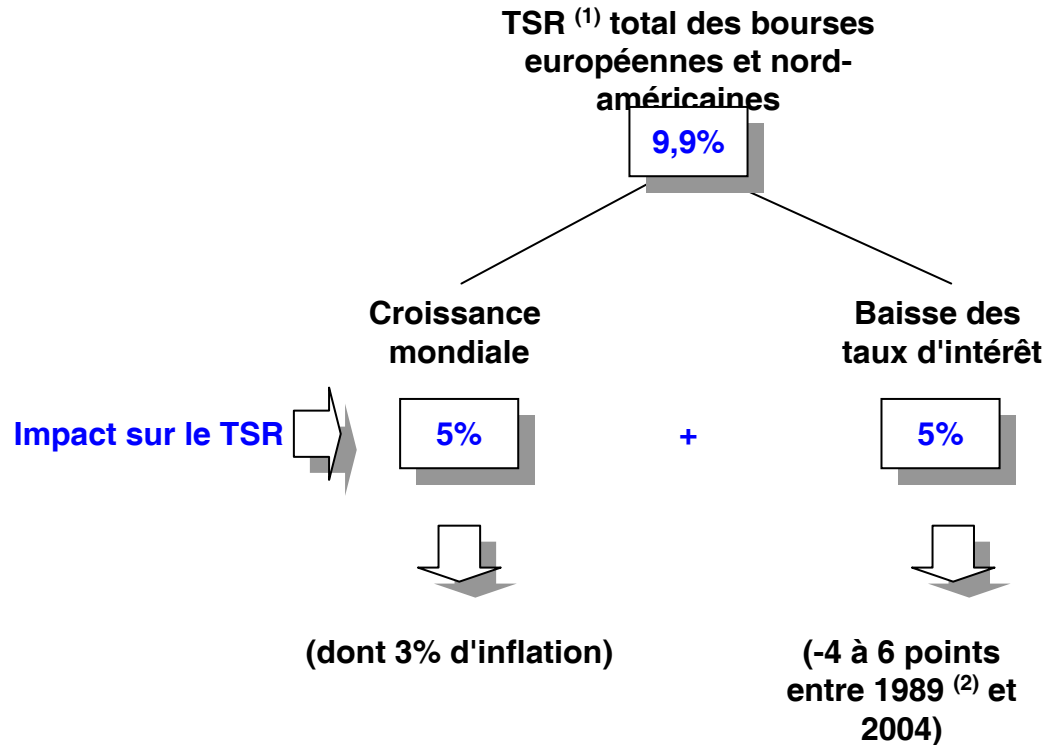 TSR (1) total des bourses
européennes et nord-
américaines
9,9%
Croissance
mondiale
Baisse des
taux d'intérêt
Impact sur le TSR
5%
+
5%
(dont 3% d'inflation)
(-4 à 6 points
entre 1989 (2) et
2004)